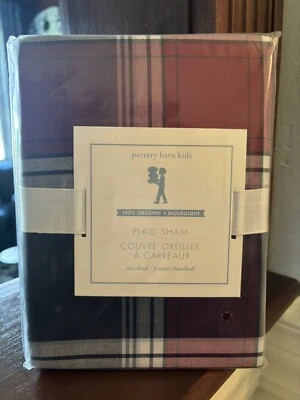 pottery barn kids
100% ORGANIC • BIOLOGIQUE
PLAID SHAM
COUVRE OREILLER
À CARREAUX
standard / format standard